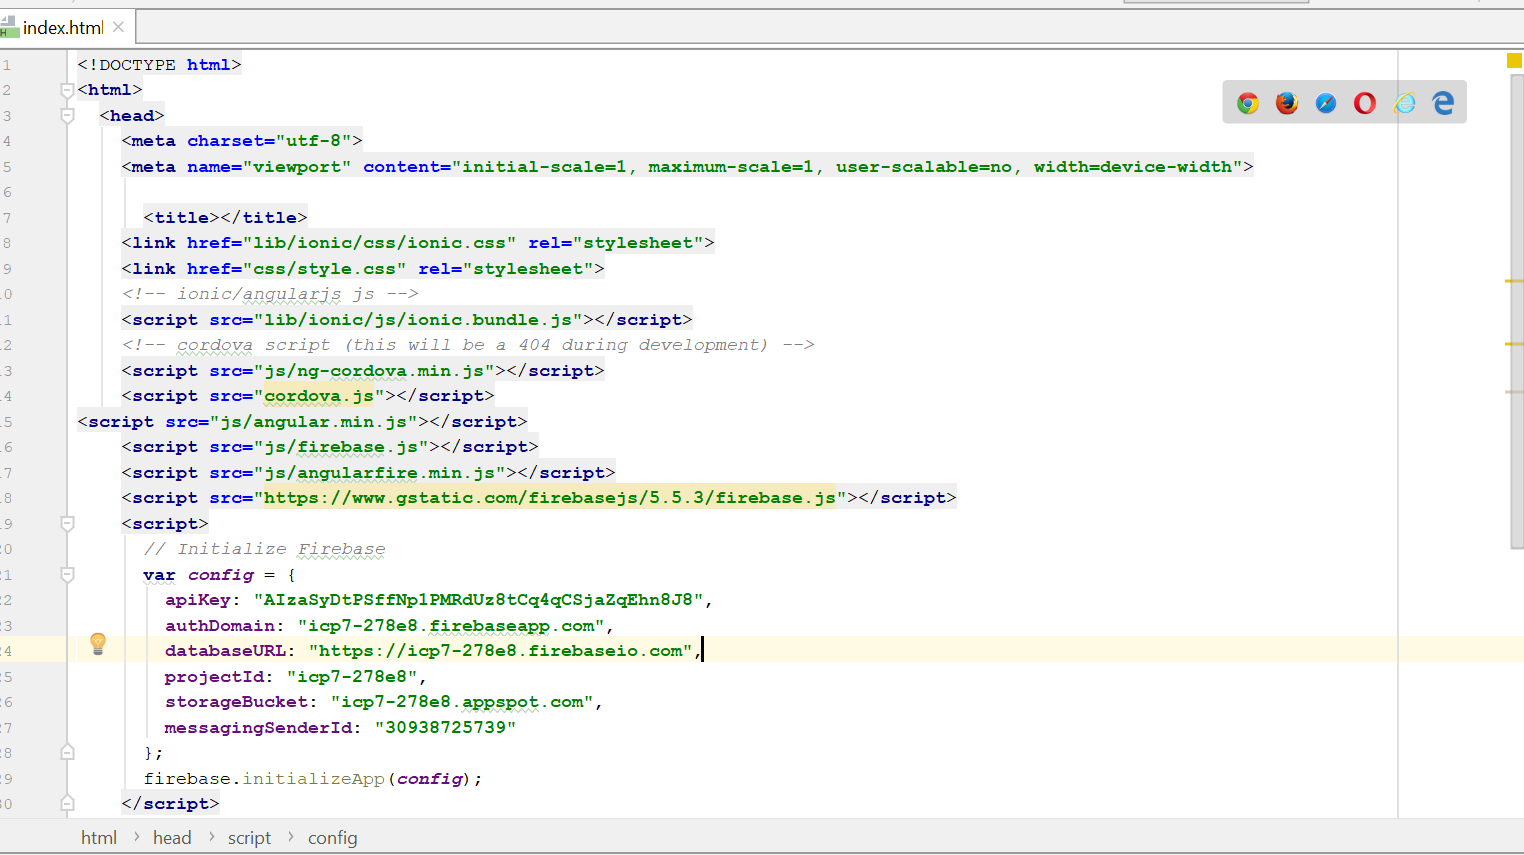 index.html
1 <!DOCTYPE html>
2 <html>
3 <head>
4 <meta charset="utf-8">
5 <meta name="viewport" content="initial-scale=1, maximum-scale=1, user-scalable=no, width=device-width">
6
7 <title></title>
8 <link href="lib/ionic/css/ionic.css" rel="stylesheet">
9 <link href="css/style.css" rel="stylesheet">
0 <!-- ionic/angularjs js -->
1 <script src="lib/ionic/js/ionic.bundle.js"></script>
2 <!-- cordova script (this will be a 404 during development) -->
3 <script src="js/ng-cordova.min.js"></script>
4 <script src="cordova.js"></script>
5 <script src="js/angular.min.js"></script>
6 <script src="js/firebase.js"></script>
7 <script src="js/angularfire.min.js"></script>
8 <script src="https://www.gstatic.com/firebasejs/5.5.3/firebase.js"></script>
9 <script>
0 // Initialize Firebase
1 var config = {
2 apiKey: "AIzaSyDtPSffNp1PMRdUz8tCq4qCSjaZqEhn8J8",
3 authDomain: "icp7-278e8.firebaseapp.com",
4 databaseURL: "https://icp7-278e8.firebaseio.com",
5 projectId: "icp7-278e8",
6 storageBucket: "icp7-278e8.appspot.com",
7 messagingSenderId: "30938725739"
8 };
9 firebase.initializeApp(config);
0 </script>
html › head › script › config